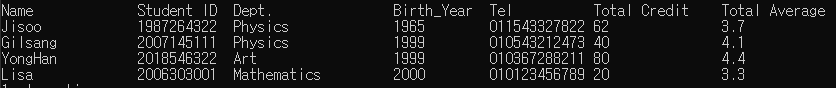 Name Student ID Dept. Birth_Year Tel Total Credit Total Average
Jisoo 1987264322 Physics 1965 011543327822 62 3.7
Gilsang 2007145111 Physics 1999 010543212473 40 4.1
YongHan 2018546322 Art 1999 010367288211 80 4.4
Lisa 2006303001 Mathematics 2000 010123456789 20 3.3